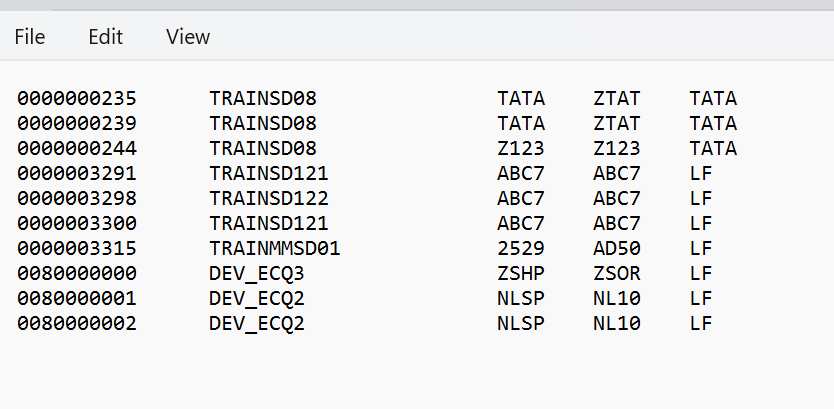 File Edit View
0000000235 TRAINSD08 TATA ZTAT TATA
0000000239 TRAINSD08 TATA ZTAT TATA
0000000244 TRAINSD08 Z123 Z123 TATA
0000003291 TRAINSD121 ABC7 ABC7 LF
0000003298 TRAINSD122 ABC7 ABC7 LF
0000003300 TRAINSD121 ABC7 ABC7 LF
0000003315 TRAINMMSD01 2529 AD50 LF
0080000000 DEV_ECQ3 ZSHP ZSOR LF
0080000001 DEV_ECQ2 NLSP NL10 LF
0080000002 DEV_ECQ2 NLSP NL10 LF